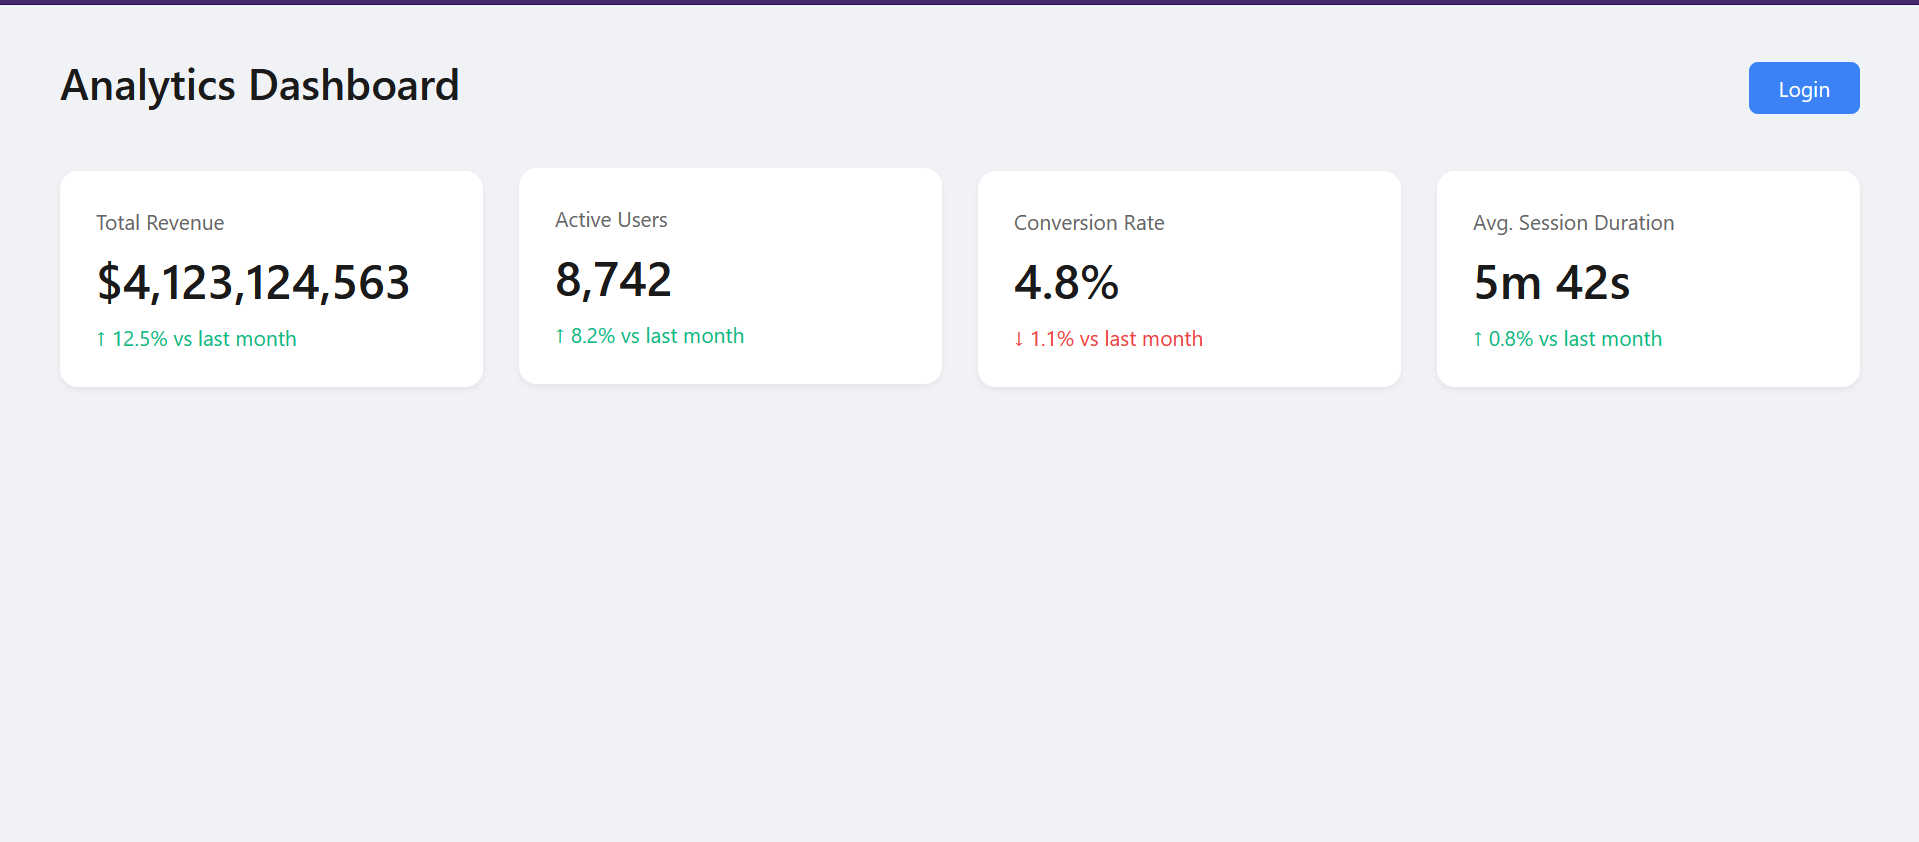 Analytics Dashboard
Login
Total Revenue
$4,123,124,563
↑ 12.5% vs last month
Active Users
8,742
↑ 8.2% vs last month
Conversion Rate
4.8%
↓ 1.1% vs last month
Avg. Session Duration
5m 42s
↑ 0.8% vs last month